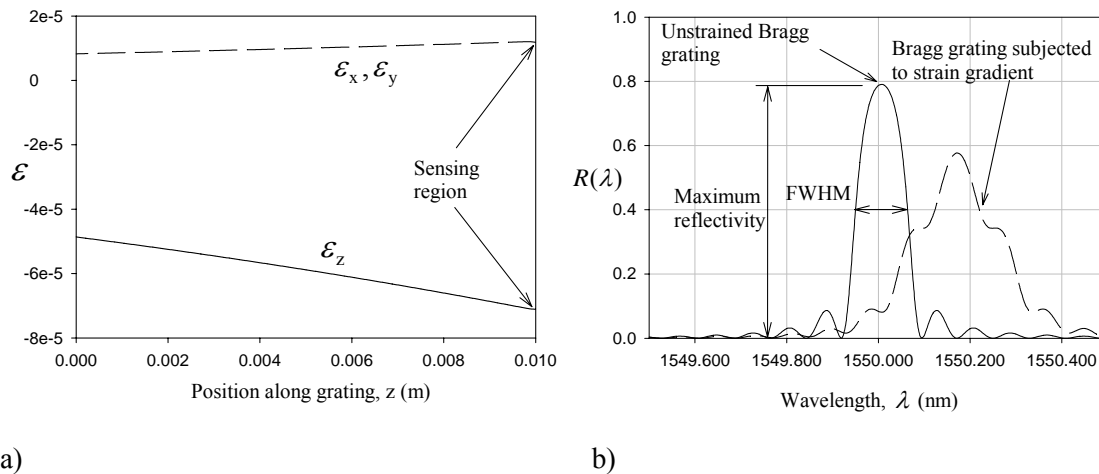 2e-5
0
-2e-5
-4e-5
-6e-5
-8e-5
ε
εx , εy
Sensing
region
εz
0.000 0.002 0.004 0.006 0.008 0.010
Position along grating, z (m)
a)
1.0
0.8
0.6
0.4
0.2
0.0
R(λ)
Unstrained Bragg
grating
Bragg grating subjected
to strain gradient
Maximum
reflectivity
FWHM
1549.600 1549.800 1550.000 1550.200 1550.400
Wavelength, λ (nm)
b)